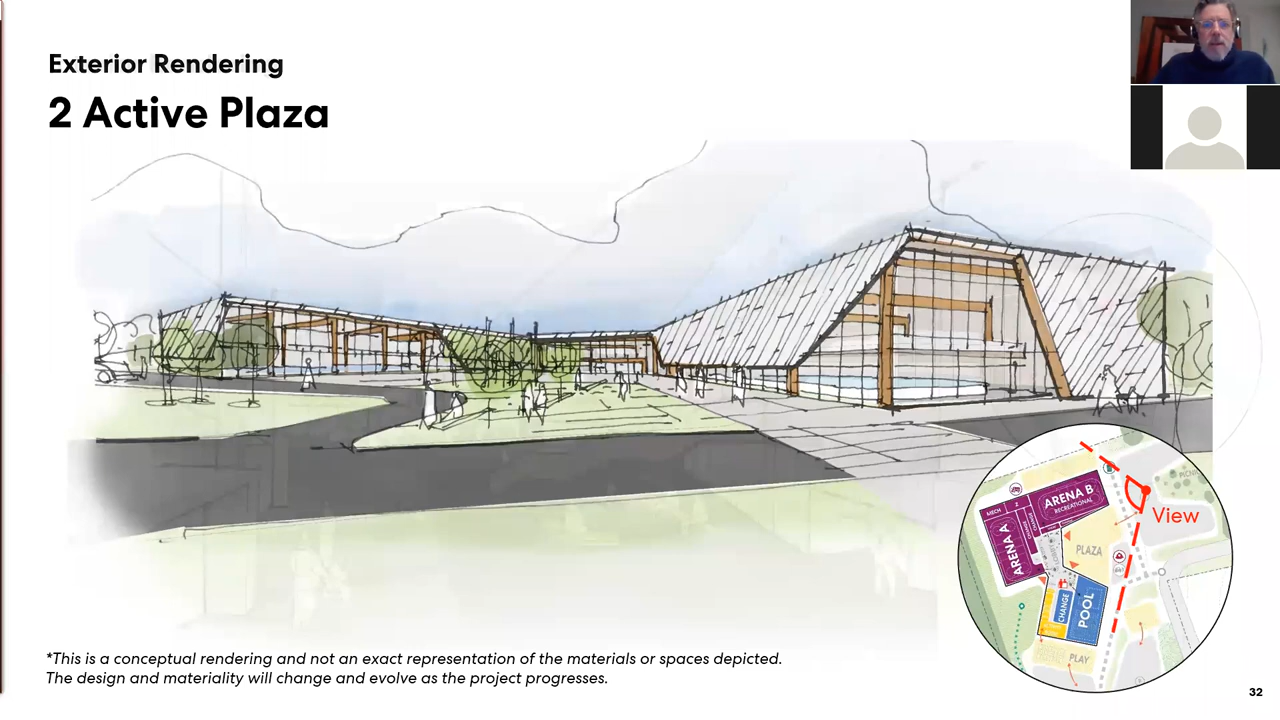 Exterior Rendering
2 Active Plaza
ARENA B
RECREATIONAL
MECH
ARENA A
CHANGE
PLAZA
View
PICNIC
CHANGE
POOL
PLAY
*This is a conceptual rendering and not an exact representation of the materials or spaces depicted.
The design and materiality will change and evolve as the project progresses.
32